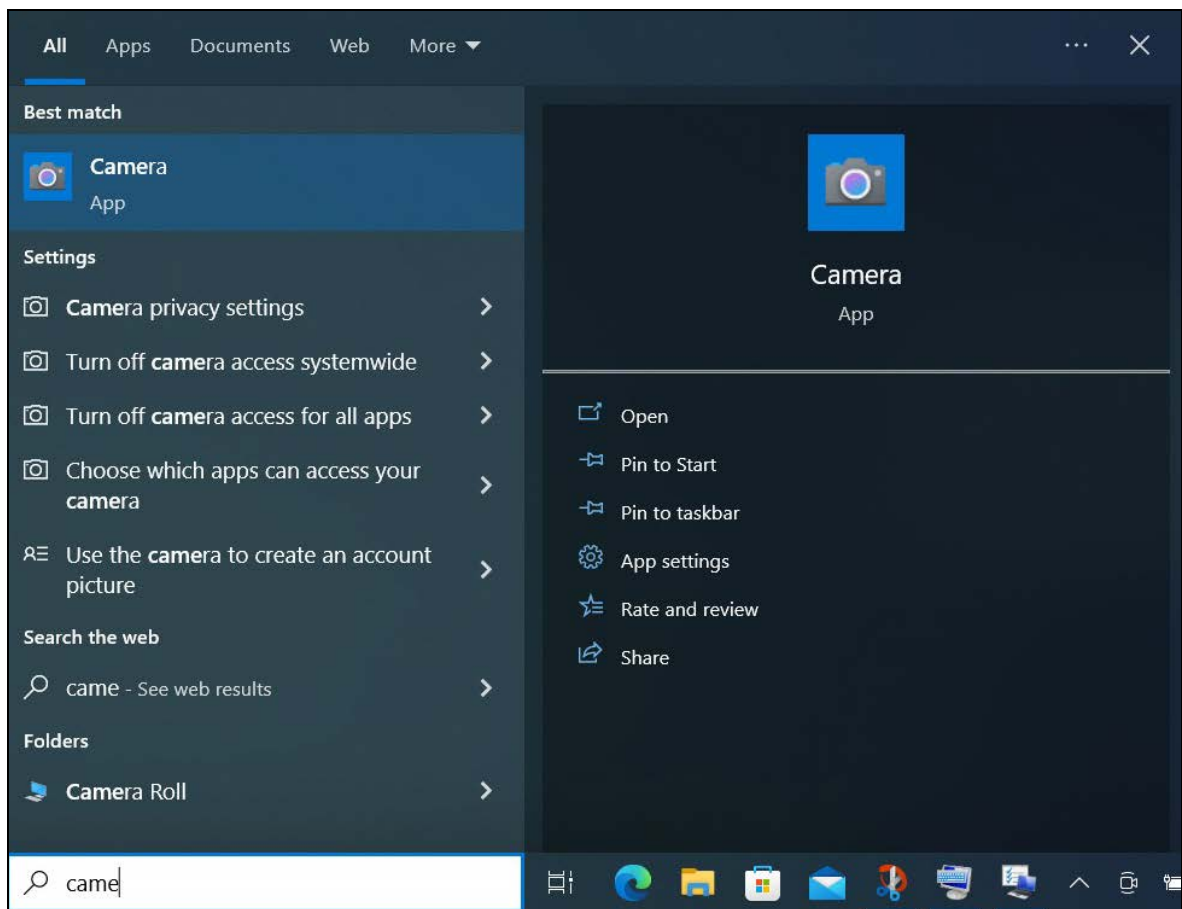 All Apps Documents Web More
Best match
Camera
App
Settings
Camera privacy settings
Turn off camera access systemwide
Turn off camera access for all apps
Choose which apps can access your
camera
Use the camera to create an account
picture
Search the web
came - See web results
Folders
Camera Roll
came
Camera
App
Open
Pin to Start
Pin to taskbar
App settings
Rate and review
Share